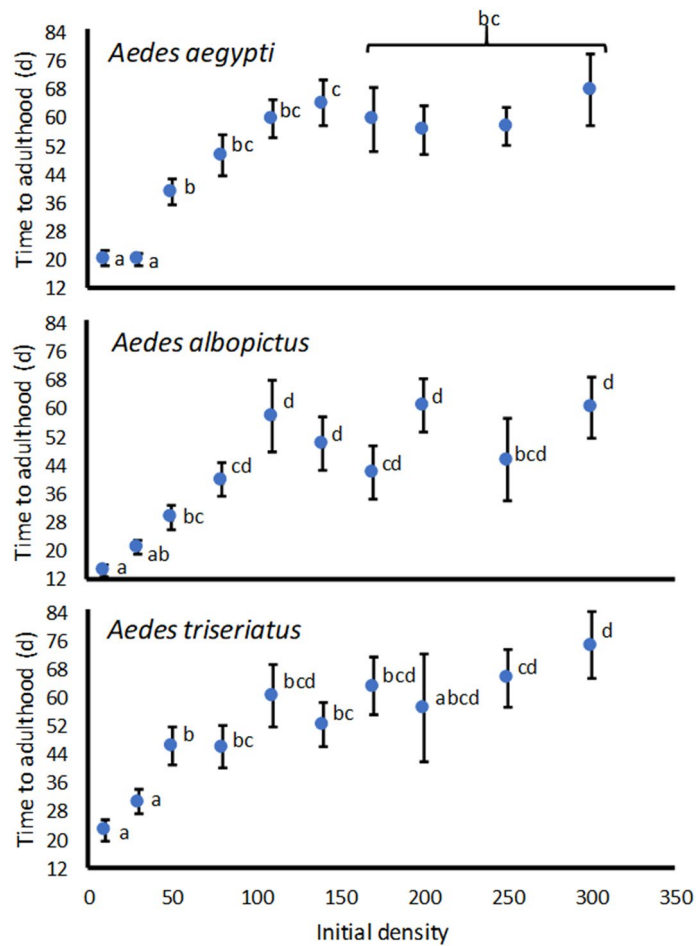 bc
Aedes aegypti
Time to adulthood (d)
84
76
68
60
52
44
36
28
20
12
a
a
b
bc
bc
c
Aedes albopictus
Time to adulthood (d)
84
76
68
60
52
44
36
28
20
12
a
ab
bc
cd
d
d
cd
d
bcd
d
Aedes triseriatus
Time to adulthood (d)
84
76
68
60
52
44
36
28
20
12
a
a
b
bc
bcd
bc
bcd
abcd
cd
d
0 50 100 150 200 250 300 350
Initial density